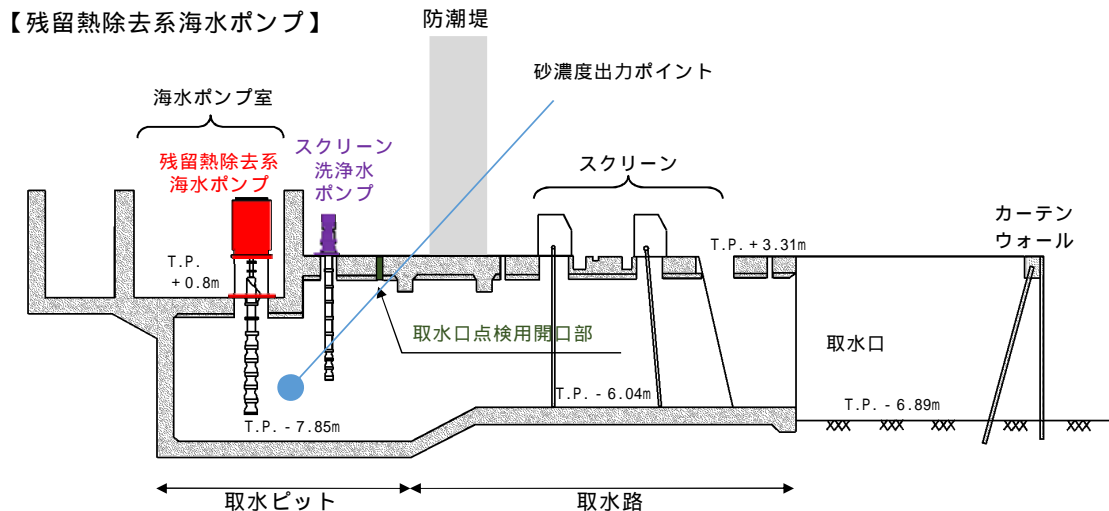 【残留熱除去系海水ポンプ】
防潮堤
砂濃度出力ポイント
海水ポンプ室
残留熱除去系
海水ポンプ
スクリーン
洗浄水
ポンプ
スクリーン
カーテン
ウォール
T.P.+3.31m
T.P.
+0.8m
取水口点検用開口部
取水口
T.P.-6.04m
T.P.-6.89m
T.P.-7.85m
取水ピット
取水路